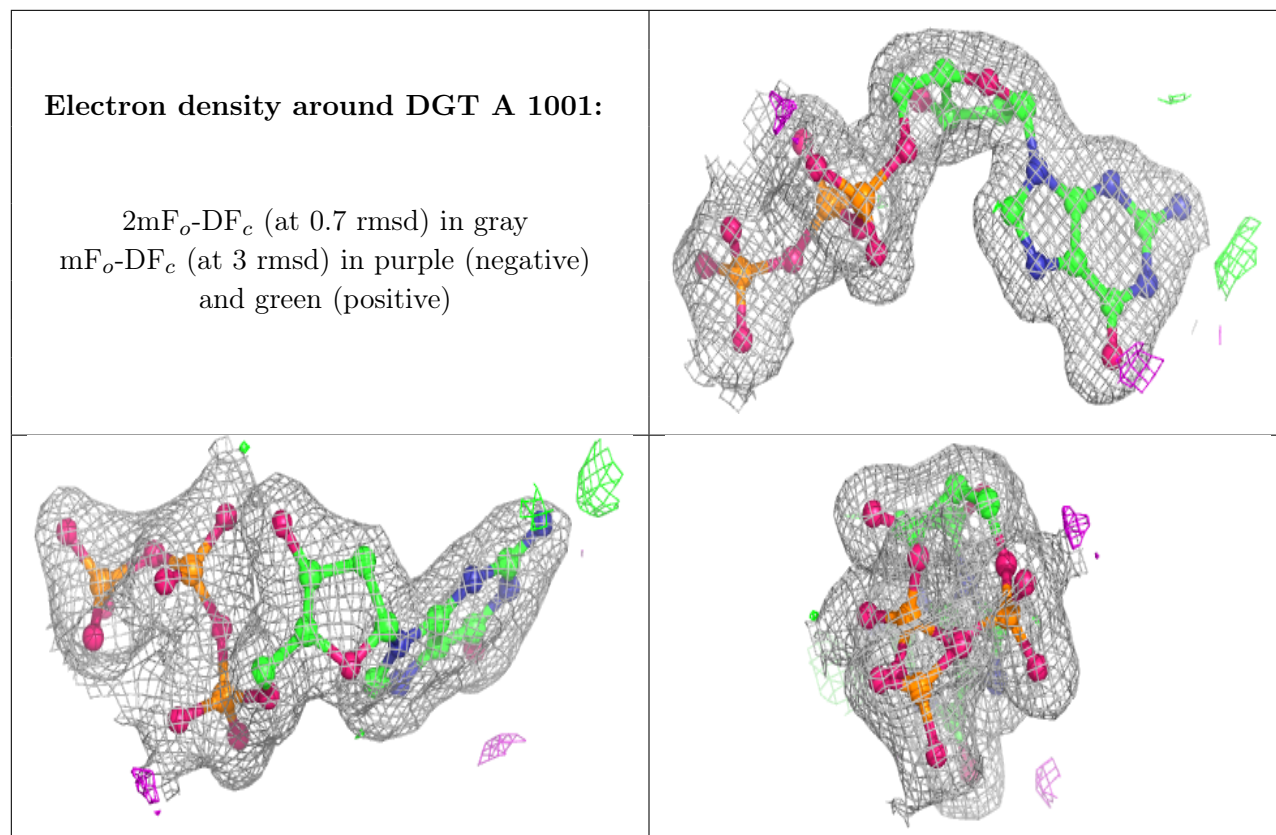 Electron density around DGT A 1001:
2mFo-DFc (at 0.7 rmsd) in gray
mFo-DFc (at 3 rmsd) in purple (negative)
and green (positive)